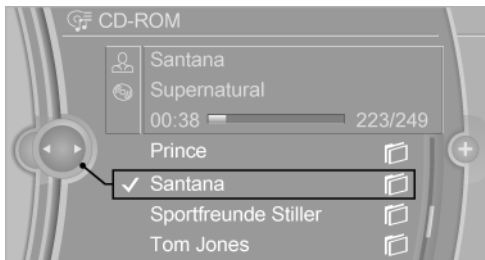 CD-ROM
Santana
Supernatural
00:38 223/249
Prince
Santana
Sportfreunde Stiller
Tom Jones